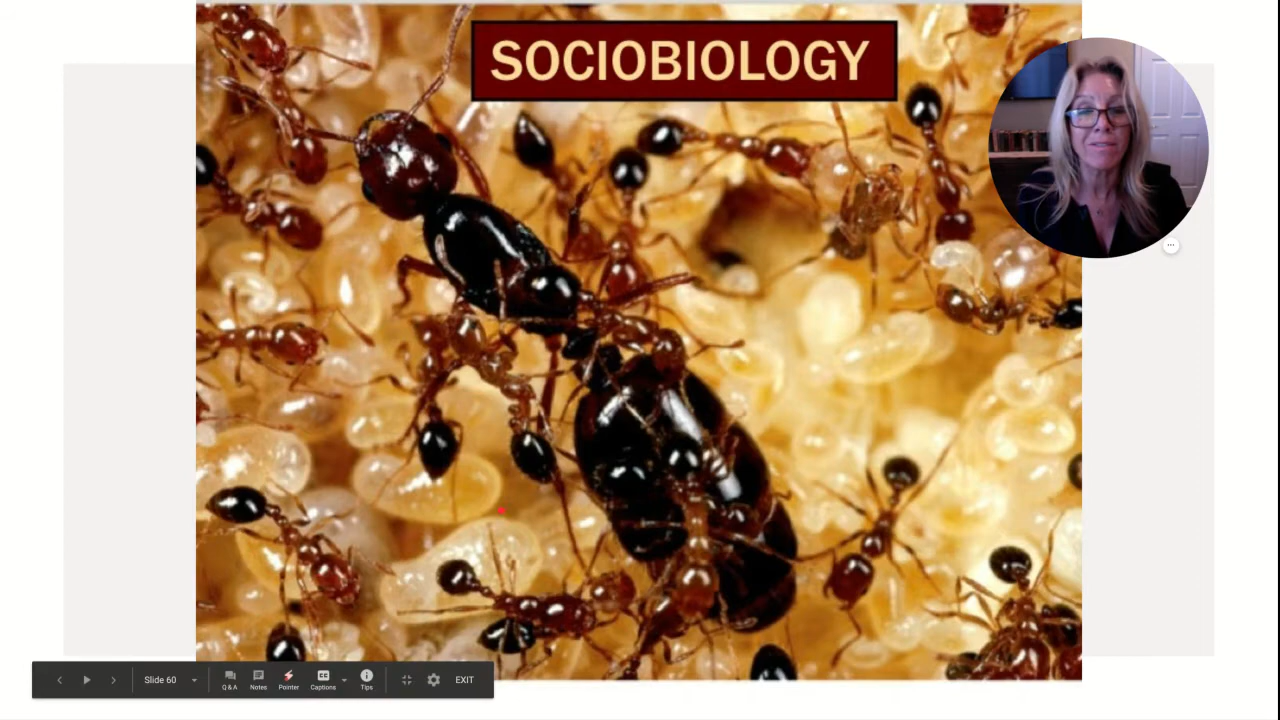 SOCIOBIOLOGY
Slide 60
Q&A
Notes
Pointer
Captions
Tips
EXIT